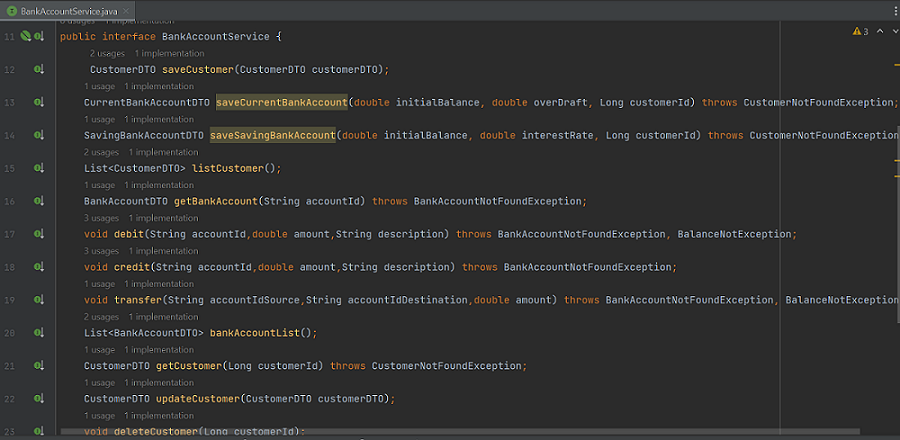 BankAccountService.java
6 usages 1 implementation
11 public interface BankAccountService {
3
2 usages 1 implementation
12 CustomerDTO saveCustomer(CustomerDTO customerDTO);
1 usage 1 implementation
13 CurrentBankAccountDTO saveCurrentBankAccount(double initialBalance, double overDraft, Long customerId) throws CustomerNotFoundException;
1 usage 1 implementation
14 SavingBankAccountDTO saveSavingBankAccount(double initialBalance, double interestRate, Long customerId) throws CustomerNotFoundException
2 usages 1 implementation
15 List<CustomerDTO> listCustomer();
1 usage 1 implementation
16 BankAccountDTO getBankAccount(String accountId) throws BankAccountNotFoundException;
3 usages 1 implementation
17 void debit(String accountId,double amount,String description) throws BankAccountNotFoundException, BalanceNotException;
3 usages 1 implementation
18 void credit(String accountId,double amount,String description) throws BankAccountNotFoundException;
1 usage 1 implementation
19 void transfer(String accountIdSource,String accountIdDestination,double amount) throws BankAccountNotFoundException, BalanceNotException
2 usages 1 implementation
20 List<BankAccountDTO> bankAccountList();
1 usage 1 implementation
21 CustomerDTO getCustomer(Long customerId) throws CustomerNotFoundException;
1 usage 1 implementation
22 CustomerDTO updateCustomer(CustomerDTO customerDTO);
1 usage 1 implementation
23 void deleteCustomer(Long customerId);